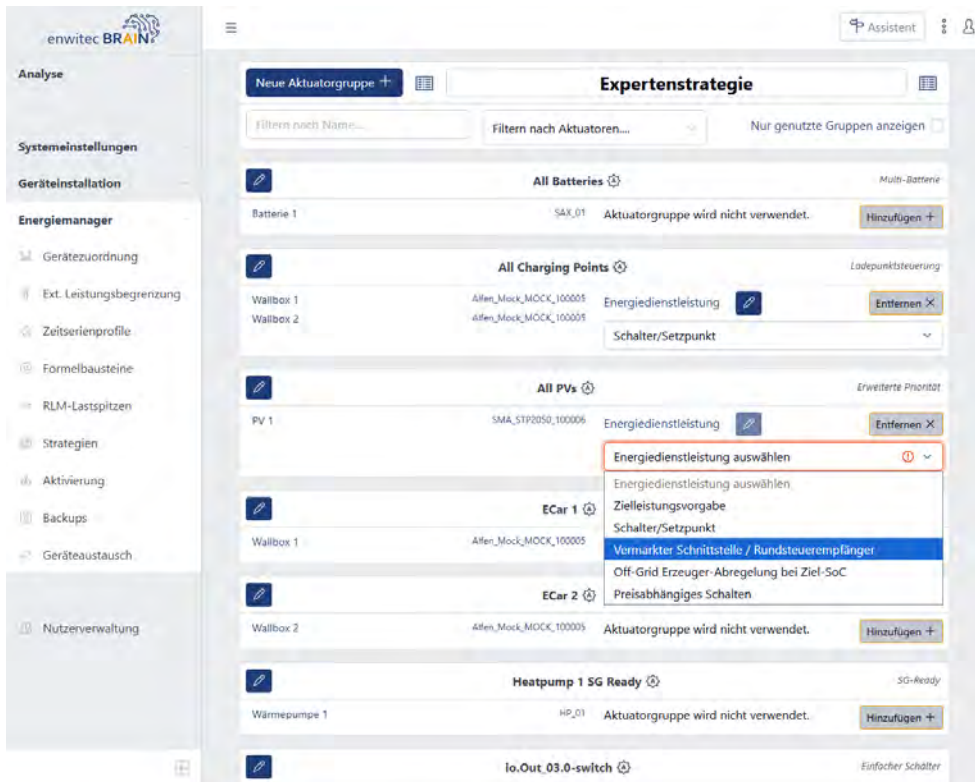 enwitec BRAIN
Assistent
Analyse
Systemeinstellungen
Geräteinstallation
Energiemanager
Gerätezuordnung
Ext. Leistungsbegrenzung
Zeitserienprofile
Formelbausteine
RLM-Lastspitzen
Strategien
Aktivierung
Backups
Geräteaustausch
Nutzerverwaltung
Neue Aktuatorgruppe +
Expertenstrategie
Filtern nach Name...
Filtern nach Aktuatoren....
Nur genutzte Gruppen anzeigen
All Batteries
Multi-Batterie
Batterie 1 SAX_01 Aktuatorgruppe wird nicht verwendet. Hinzufügen +
All Charging Points
Ladepunktsteuerung
Wallbox 1 Alfen_Mock_MOCK_100005 Energiedienstleistung Entfernen ×
Wallbox 2 Alfen_Mock_MOCK_100005
Schalter/Setzpunkt
All PVs
Erweiterte Priorität
PV 1 SMA_STP2050_100006 Energiedienstleistung Entfernen ×
Energiedienstleistung auswählen
Energiedienstleistung auswählen
Zielleistungsvorgabe
Schalter/Setzpunkt
Vermarkter Schnittstelle / Rundsteuerempfänger
Off-Grid Erzeuger-Abregelung bei Ziel-SoC
Preisabhängiges Schalten
ECar 1
Wallbox 1 Alfen_Mock_MOCK_100005
ECar 2
Wallbox 2 Alfen_Mock_MOCK_100005 Aktuatorgruppe wird nicht verwendet. Hinzufügen +
Heatpump 1 SG Ready
SG-Ready
Wärmepumpe 1 HP_01 Aktuatorgruppe wird nicht verwendet. Hinzufügen +
io.Out_03.0-switch
Einfacher Schalter